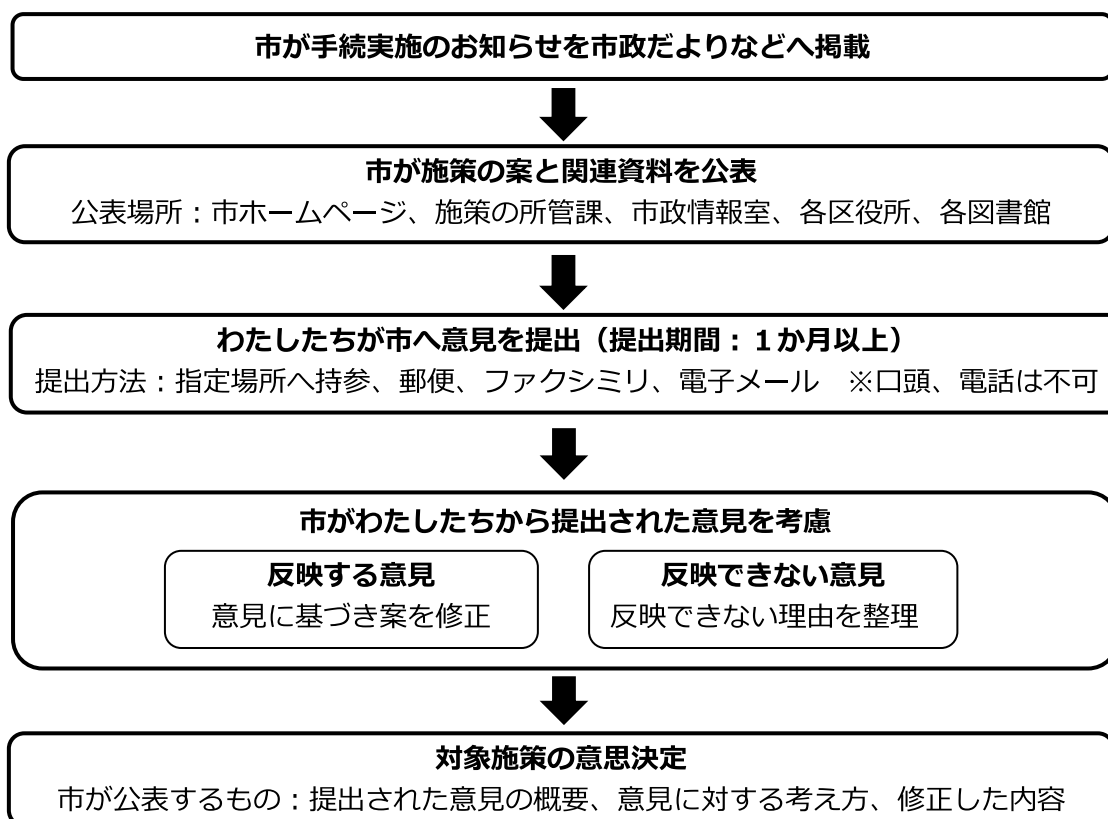 市が手続実施のお知らせを市政だよりなどへ掲載
市が施策の案と関連資料を公表
公表場所：市ホームページ、施策の所管課、市政情報室、各区役所、各図書館
わたしたちが市へ意見を提出（提出期間：１か月以上）
提出方法：指定場所へ持参、郵便、ファクシミリ、電子メール　※口頭、電話は不可
市がわたしたちから提出された意見を考慮
反映する意見
意見に基づき案を修正
反映できない意見
反映できない理由を整理
対象施策の意思決定
市が公表するもの：提出された意見の概要、意見に対する考え方、修正した内容